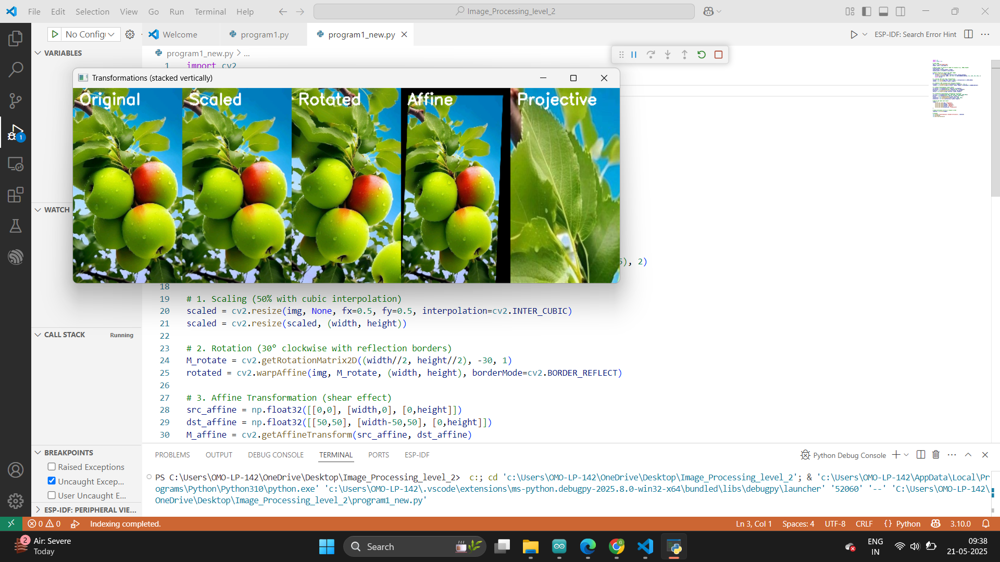 File Edit Selection View Go Run Terminal Help
Image_Processing_level_2
No Config
Welcome
program1.py
program1_new.py
ESP-IDF: Search Error Hint
VARIABLES
program1_new.py > ...
1 import cv2
Transformations (stacked vertically)
Original Scaled Rotated Affine Projective
WATCH
), 2)
18
19 # 1. Scaling (50% with cubic interpolation)
20 scaled = cv2.resize(img, None, fx=0.5, fy=0.5, interpolation=cv2.INTER_CUBIC)
21 scaled = cv2.resize(scaled, (width, height))
22
23 # 2. Rotation (30° clockwise with reflection borders)
24 M_rotate = cv2.getRotationMatrix2D((width//2, height//2), -30, 1)
25 rotated = cv2.warpAffine(img, M_rotate, (width, height), borderMode=cv2.BORDER_REFLECT)
26
27 # 3. Affine Transformation (shear effect)
28 src_affine = np.float32([[0,0], [width,0], [0,height]])
29 dst_affine = np.float32([[50,50], [width-50,50], [0,height]])
30 M_affine = cv2.getAffineTransform(src_affine, dst_affine)
CALL STACK Running
BREAKPOINTS
Raised Exceptions
Uncaught Excep...
User Uncaught E...
ESP-IDF: PERIPHERAL VIE...
1
PROBLEMS OUTPUT DEBUG CONSOLE TERMINAL PORTS ESP-IDF
Python Debug Console
PS C:\Users\OMO-LP-142\OneDrive\Desktop\Image_Processing_level_2> c:; cd 'c:\Users\OMO-LP-142\OneDrive\Desktop\Image_Processing_level_2'; & 'c:\Users\OMO-LP-142\AppData\Local\Pr
ograms\Python\Python310\python.exe' 'c:\Users\OMO-LP-142\.vscode\extensions\ms-python.debugpy-2025.8.0-win32-x64\bundled\libs\debugpy\launcher' '52060' '--' 'C:\Users\OMO-LP-142\
OneDrive\Desktop\Image_Processing_level_2\program1_new.py'
0 0 Indexing completed.
Ln 3, Col 1 Spaces: 4 UTF-8 CRLF {} Python 3.10.0
2
Air: Severe
Today
Search
ENG
IN
09:38
21-05-2025